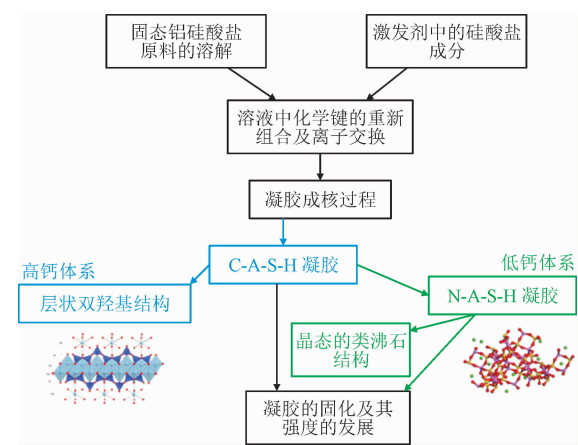 固态铝硅酸盐
原料的溶解
激发剂中的硅酸盐
成分
溶液中化学键的重新
组合及离子交换
凝胶成核过程
高钙体系
C-A-S-H 凝胶
低钙体系
层状双羟基结构
N-A-S-H 凝胶
晶态的类沸石
结构
凝胶的固化及其
强度的发展